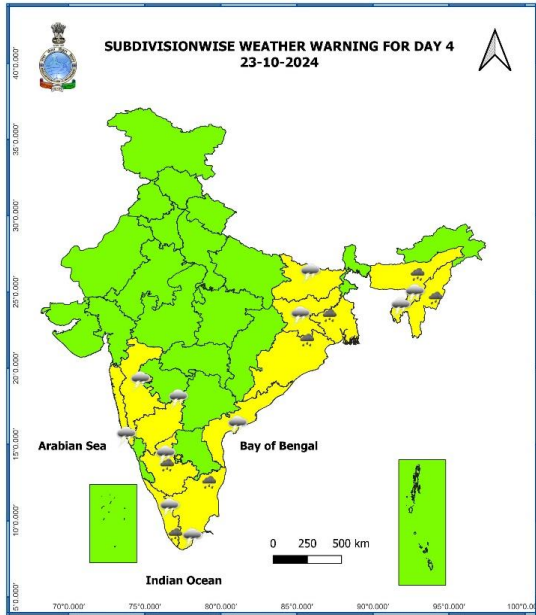 SUBDIVISIONWISE WEATHER WARNING FOR DAY 4
23-10-2024
40°0.000'
35°0.000'
30°0.000'
25°0.000'
20°0.000'
15°0.000'
10°0.000'
5°0.000'
Arabian Sea
Bay of Bengal
0 250 500 km
Indian Ocean
70°0.000' 75°0.000' 80°0.000' 85°0.000' 90°0.000' 95°0.000' 100°0.0